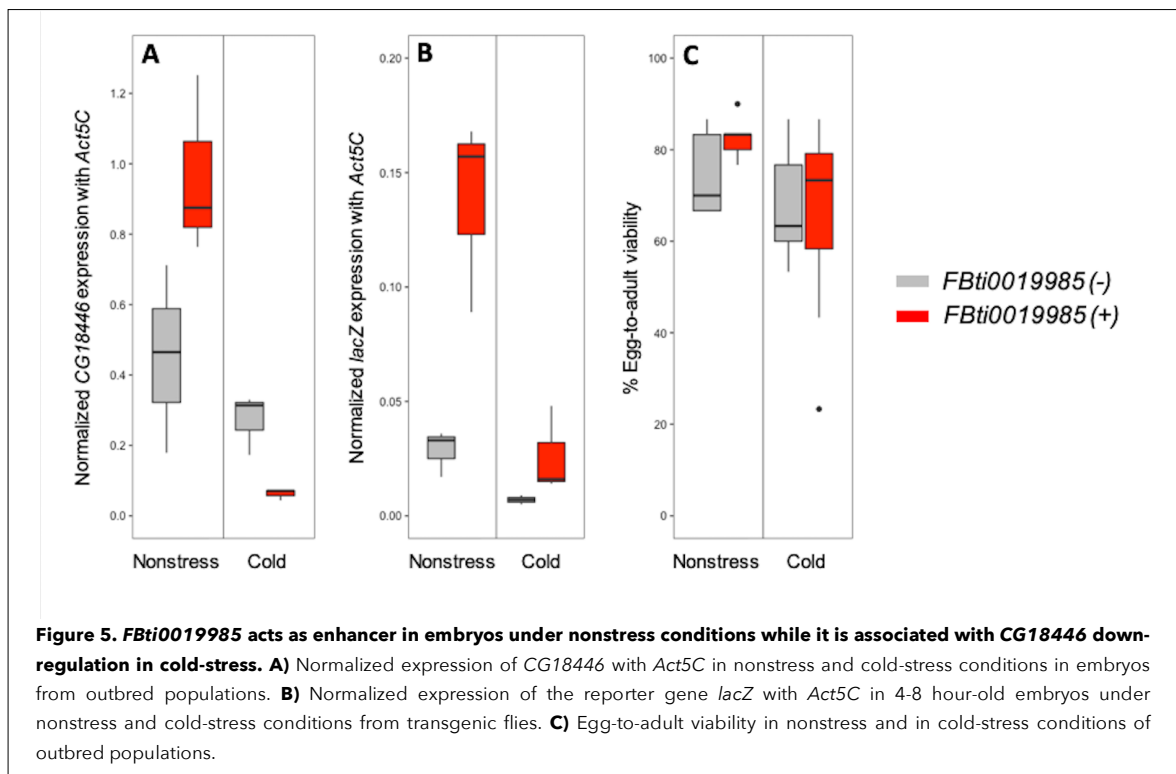 A
Normalized CG18446 expression with Act5C
1.2
1.0
0.8
0.6
0.4
0.2
0.0
Nonstress
Cold
B
Normalized lacZ expression with Act5C
0.20
0.15
0.10
0.05
0.00
Nonstress
Cold
C
% Egg-to-adult viability
100
80
60
40
20
0
Nonstress
Cold
FBti0019985 (-)
FBti0019985 (+)
Figure 5. FBti0019985 acts as enhancer in embryos under nonstress conditions while it is associated with CG18446 down-
regulation in cold-stress. A) Normalized expression of CG18446 with Act5C in nonstress and cold-stress conditions in embryos
from outbred populations. B) Normalized expression of the reporter gene lacZ with Act5C in 4-8 hour-old embryos under
nonstress and cold-stress conditions from transgenic flies. C) Egg-to-adult viability in nonstress and in cold-stress conditions of
outbred populations.